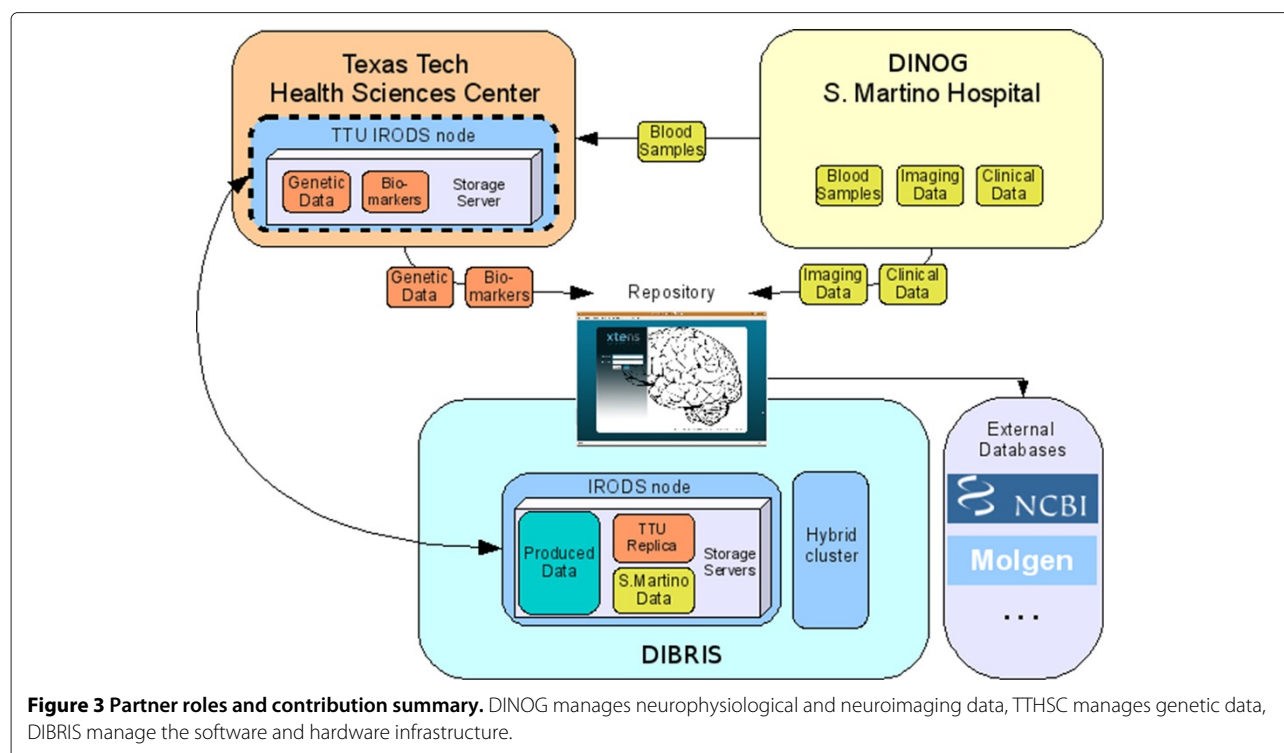 Texas Tech
Health Sciences Center
TTU IRODS node
Genetic
Data
Bio-
markers
Storage
Server
DINOG
S. Martino Hospital
Blood
Samples
Blood
Samples
Imaging
Data
Clinical
Data
Genetic
Data
Bio-
markers
Repository
Imaging
Data
Clinical
Data
xtens
External
Databases
NCBI
Molgen
...
IRODS node
Produced
Data
TTU
Replica
S.Martino
Data
Storage
Servers
Hybrid
cluster
DIBRIS
Figure 3 Partner roles and contribution summary. DINOG manages neurophysiological and neuroimaging data, TTHSC manages genetic data,
DIBRIS manage the software and hardware infrastructure.